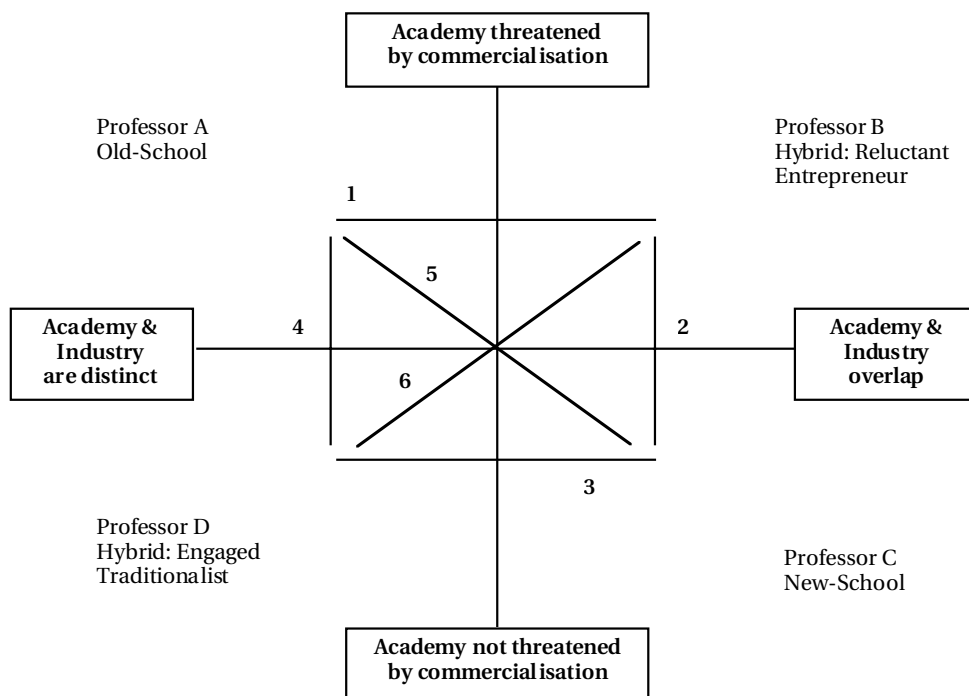 Academy threatened
by commercialisation
Professor A
Old-School
Professor B
Hybrid: Reluctant
Entrepreneur
1
5
Academy &
Industry
are distinct
4
2
Academy &
Industry
overlap
6
3
Professor D
Hybrid: Engaged
Traditionalist
Professor C
New-School
Academy not threatened
by commercialisation